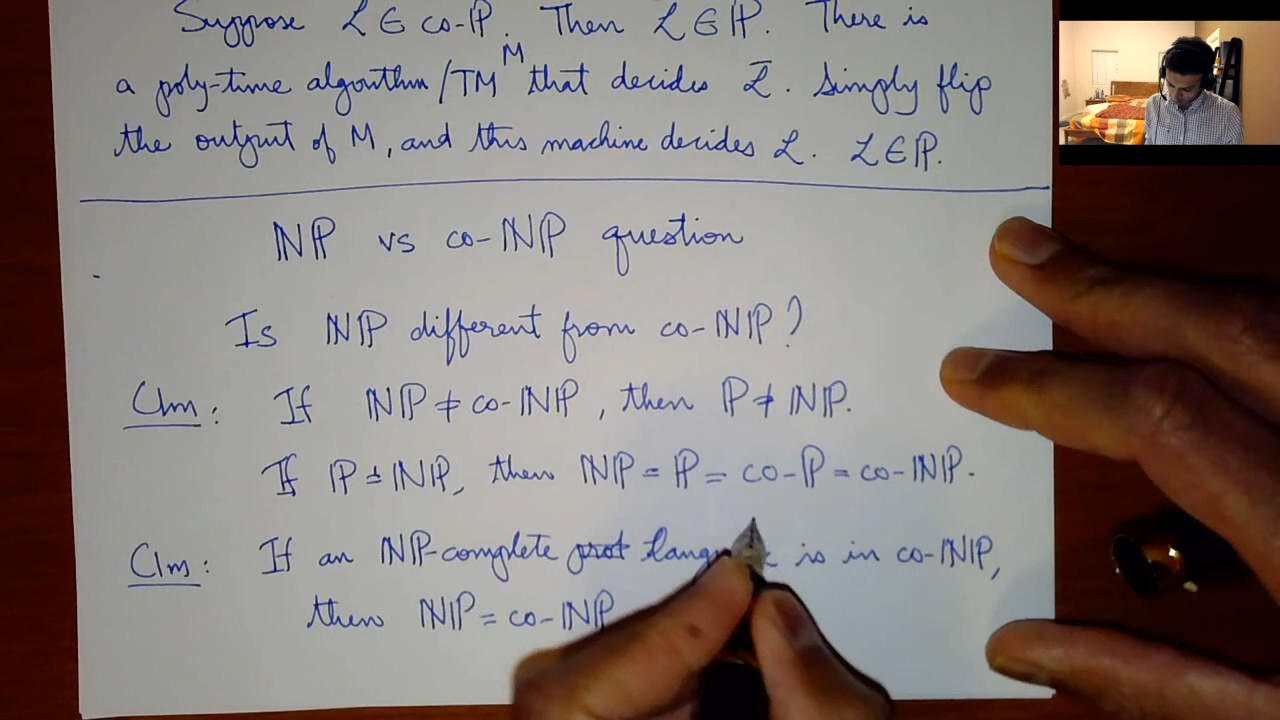 Suppose L ∈ co-P. Then L ∈ P. There is
a poly-time algorithm/TM M that decides L̄. Simply flip
the output of M, and this machine decides L. L ∈ P.
NP vs co-NP question
Is NP different from co-NP?
Clm: If NP ≠ co-NP, then P ≠ NP.
If P = NP, then NP = P = co-P = co-NP.
Clm: If an NP-complete is in co-NP,
then NP = co-NP